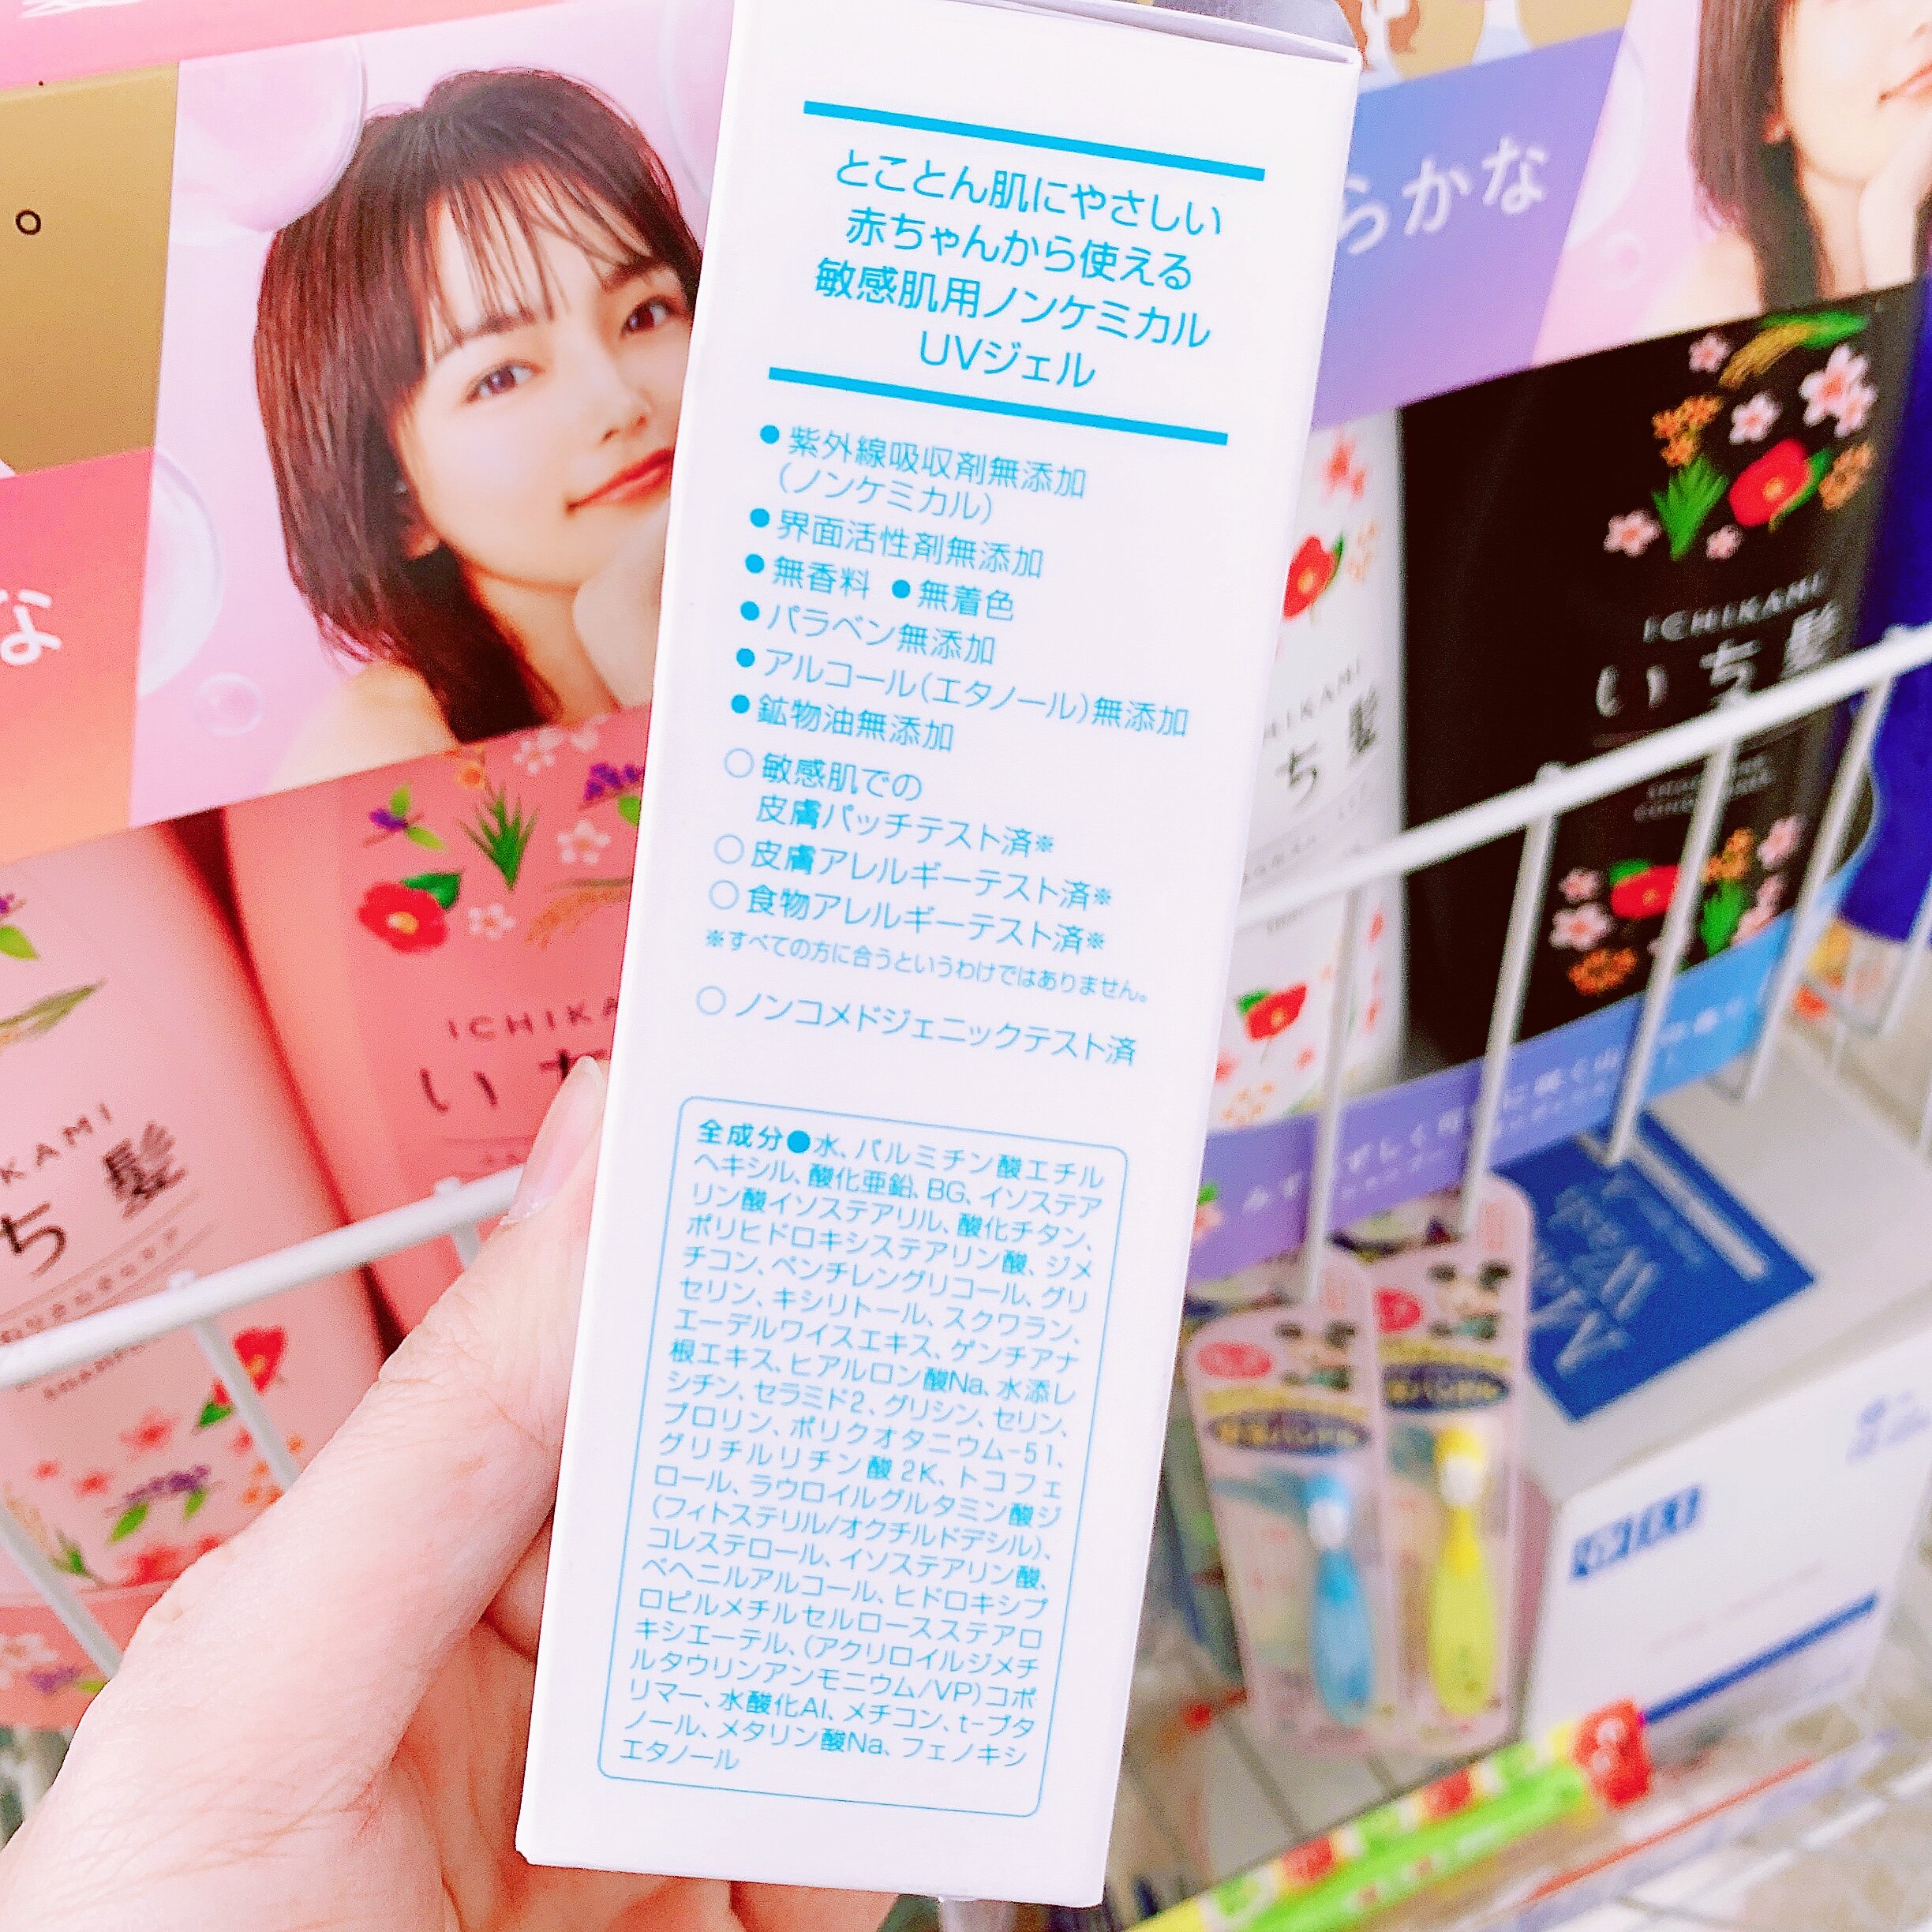 とことん肌にやさしい
赤ちゃんから使える
敏感肌用ノンケミカル
UVジェル
●紫外線吸収剤無添加
(ノンケミカル)
●界面活性剤無添加
●無香料 ●無着色
●パラベン無添加
●アルコール(エタノール)無添加
●鉱物油無添加
○敏感肌での
皮膚パッチテスト済※
○皮膚アレルギーテスト済※
○食物アレルギーテスト済※
※すべての方に合うというわけではありません。
○ノンコメドジェニックテスト済
全成分●水、パルミチン酸エチル
ヘキシル、酸化亜鉛、BG、イソステア
リン酸イソステアリル、酸化チタン、
ポリヒドロキシステアリン酸、ジメ
チコン、ペンチレングリコール、グリ
セリン、キシリトール、スクワラン、
エーデルワイスエキス、ゲンチアナ
根エキス、ヒアルロン酸Na、水添レ
シチン、セラミド2、グリシン、セリン、
プロリン、ポリクオタニウム-51、
グリチルリチン酸2K、トコフェ
ロール、ラウロイルグルタミン酸ジ
(フィトステリル/オクチルドデシル)、
コレステロール、イソステアリン酸、
ベヘニルアルコール、ヒドロキシプ
ロピルメチルセルロースステアロ
キシエーテル、(アクリロイルジメチ
ルタウリンアンモニウム/VP)コポ
リマー、水酸化Al、メチコン、t-ブタ
ノール、メタリン酸Na、フェノキシ
エタノール
。
な
らかな
ICHIKA
いち
KAMI
ち髪
ICHIKAMI
いち髪
HIKAMI
ち髪
Wash